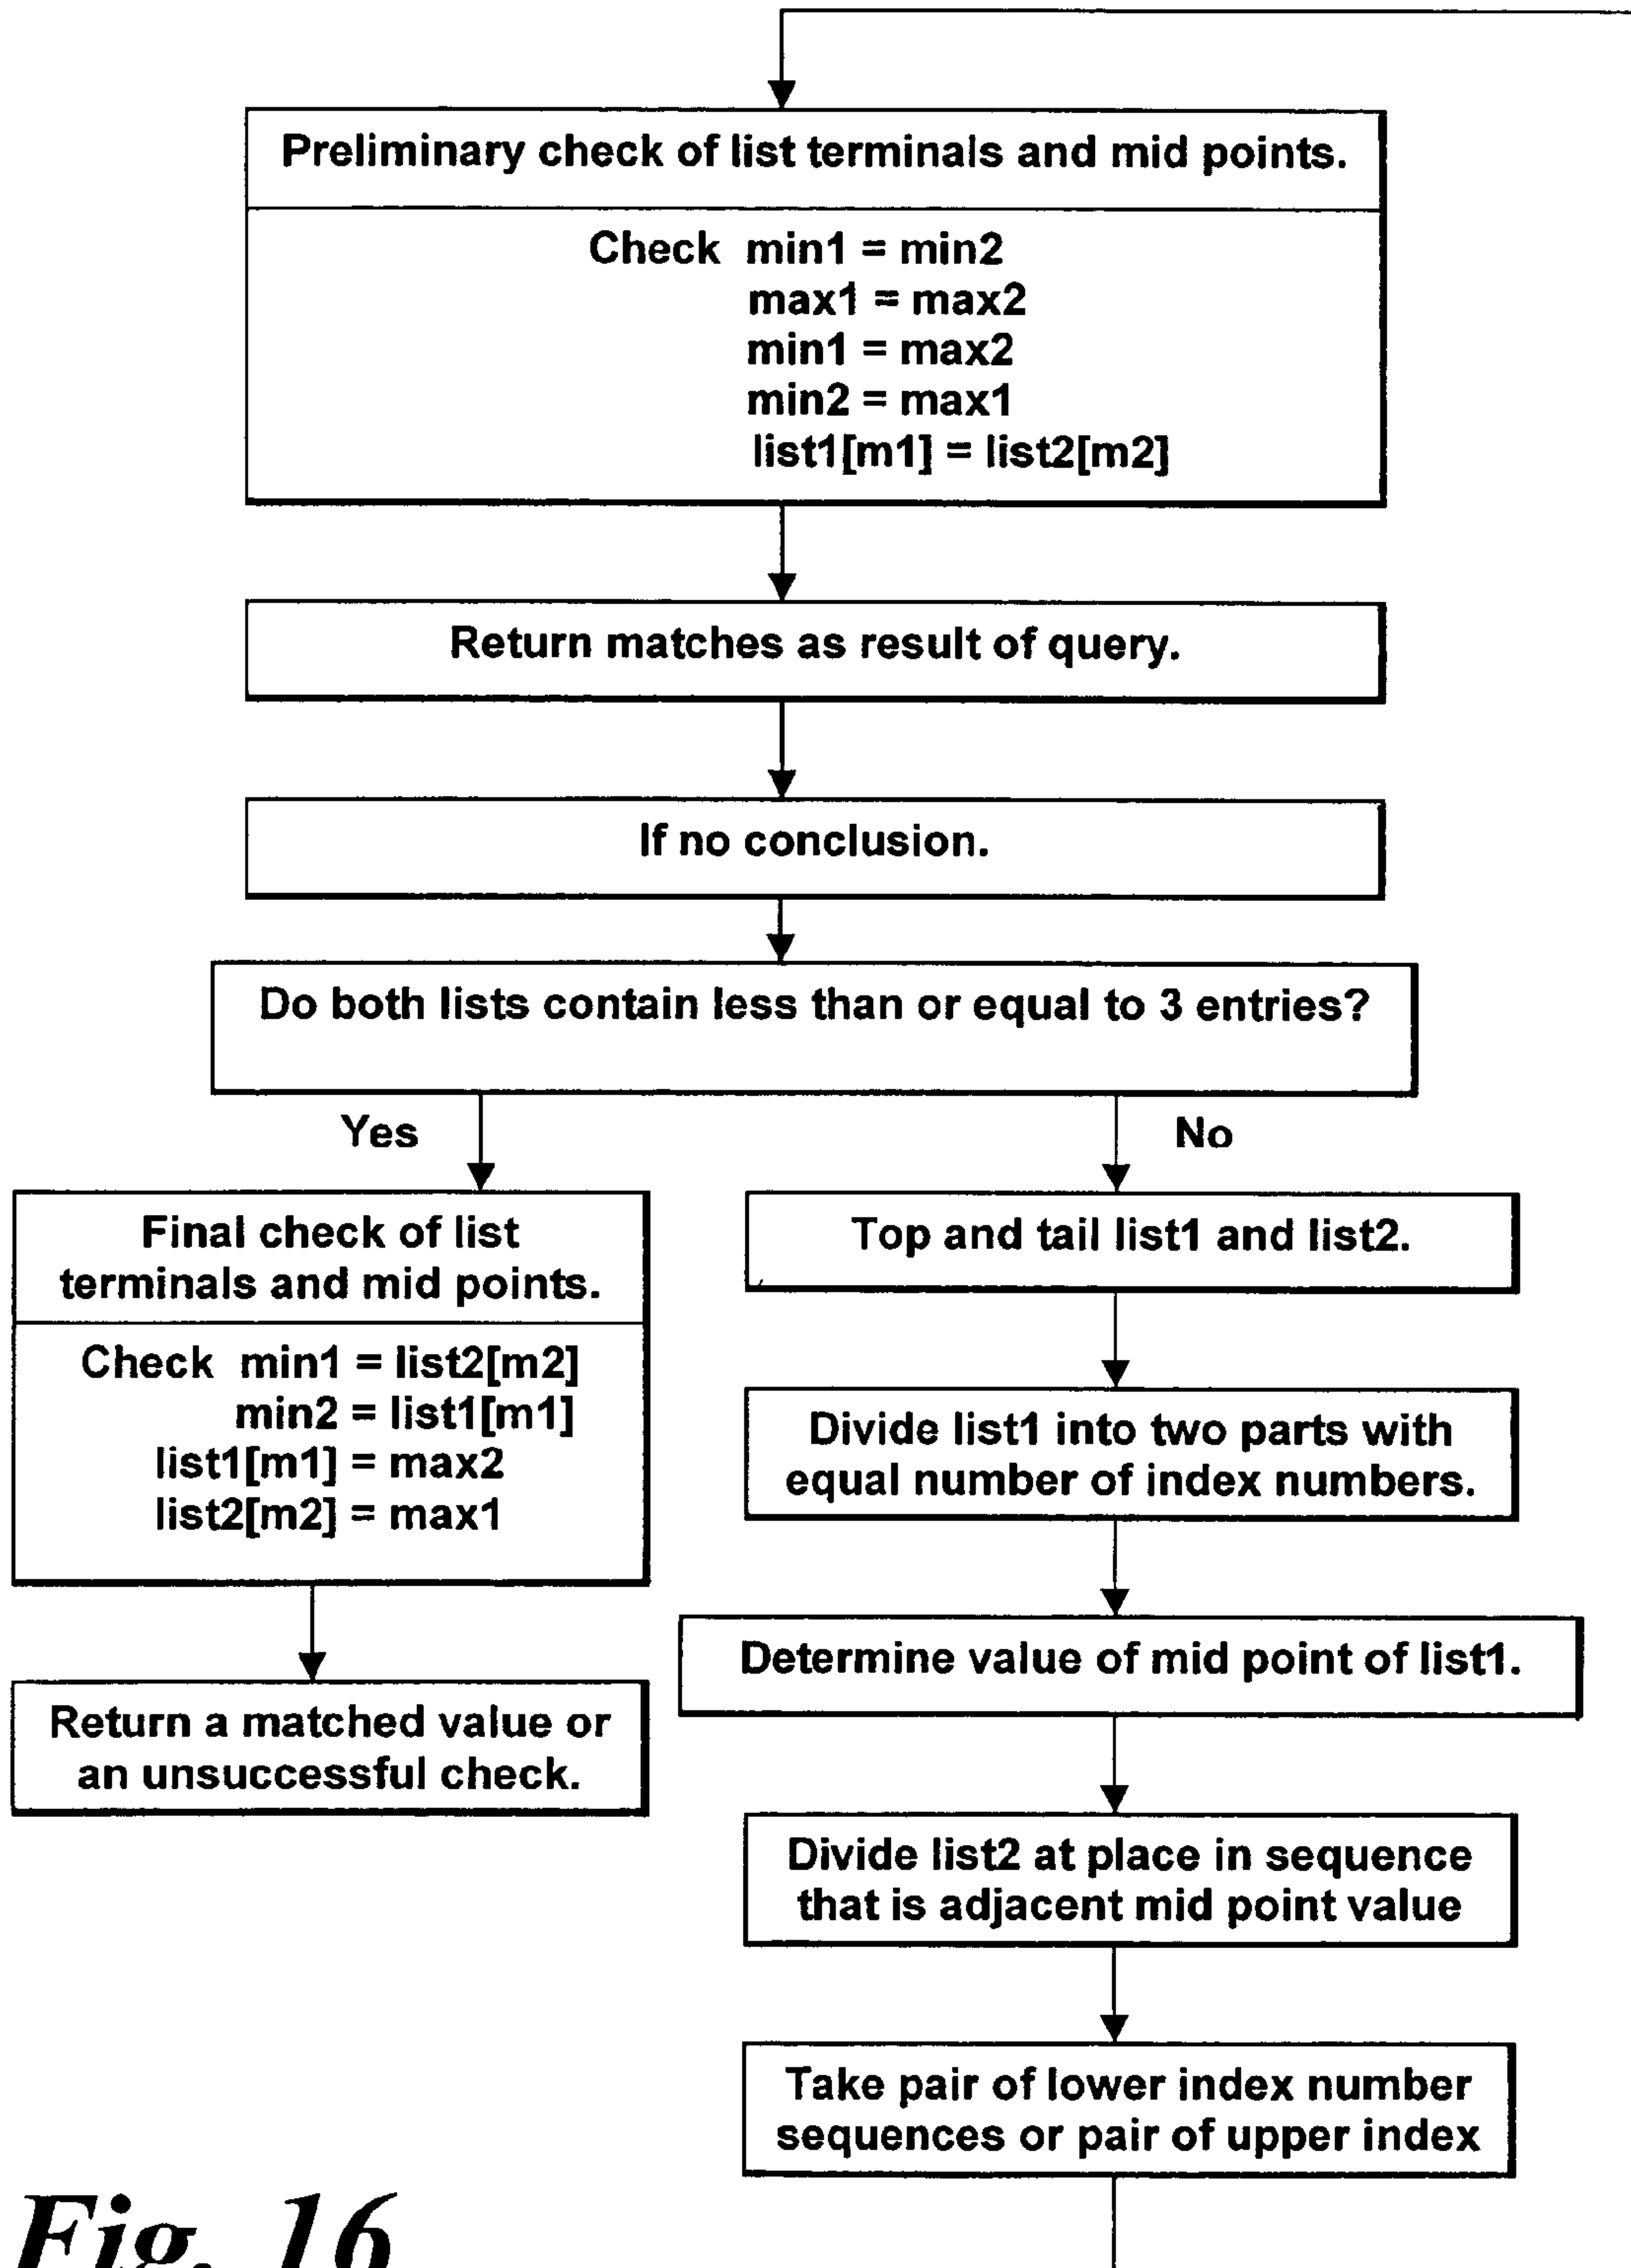 Preliminary check of list terminals and mid points.
Check min1 = min2
max1 = max2
min1 = max2
min2 = max1
list1[m1] = list2[m2]
Return matches as result of query.
If no conclusion.
Do both lists contain less than or equal to 3 entries?
Yes
No
Final check of list
terminals and mid points.
Check min1 = list2[m2]
min2 = list1[m1]
list1[m1] = max2
list2[m2] = max1
Return a matched value or
an unsuccessful check.
Top and tail list1 and list2.
Divide list1 into two parts with
equal number of index numbers.
Determine value of mid point of list1.
Divide list2 at place in sequence
that is adjacent mid point value
Take pair of lower index number
sequences or pair of upper index
Fig. 16